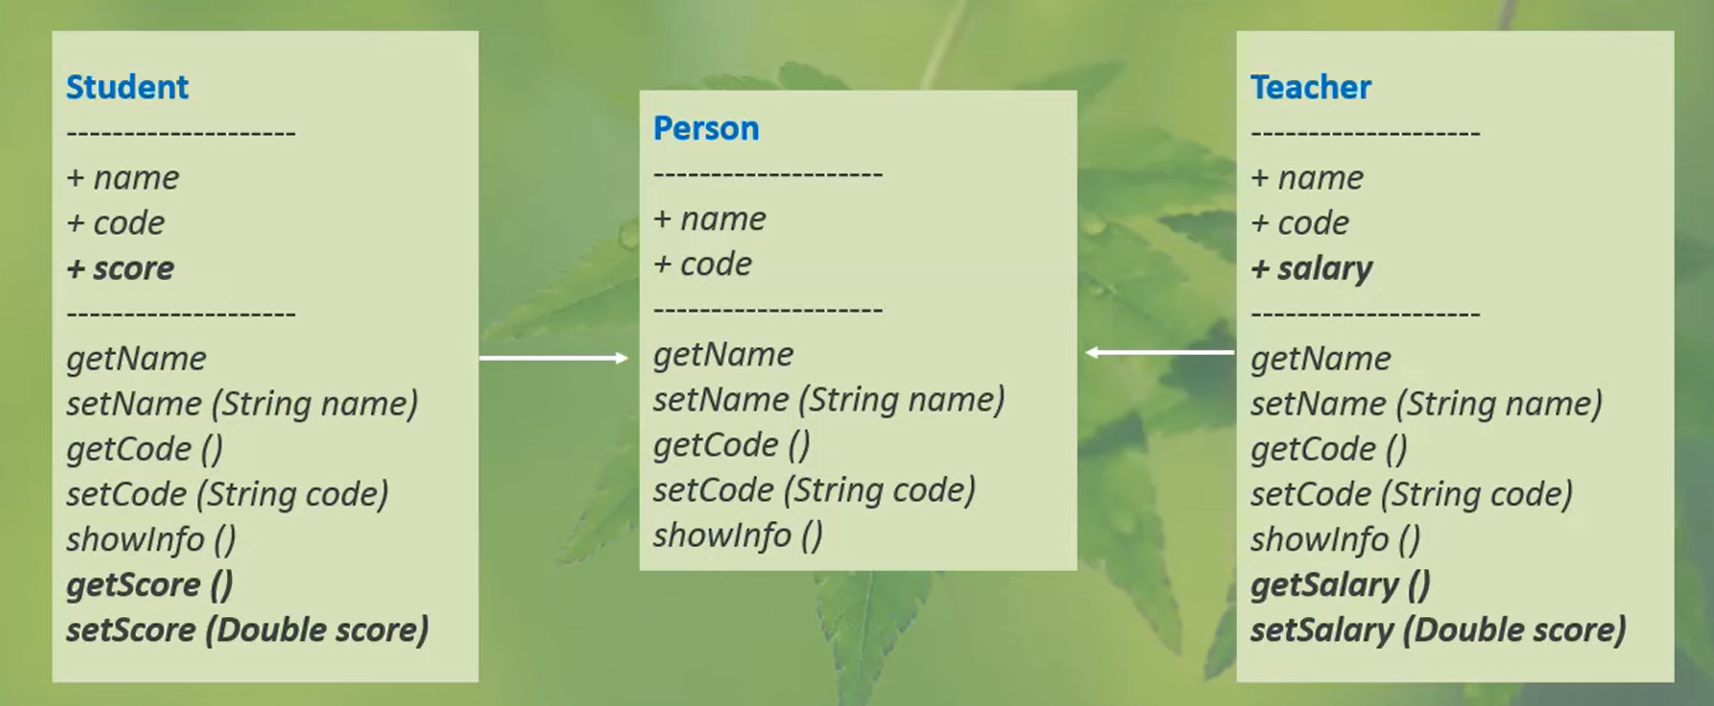 Student
--------------------
+ name
+ code
+ score
--------------------
getName
setName (String name)
getCode ()
setCode (String code)
showInfo ()
getScore ()
setScore (Double score)
Person
--------------------
+ name
+ code
--------------------
getName
setName (String name)
getCode ()
setCode (String code)
showInfo ()
Teacher
--------------------
+ name
+ code
+ salary
--------------------
getName
setName (String name)
getCode ()
setCode (String code)
showInfo ()
getSalary ()
setSalary (Double score)